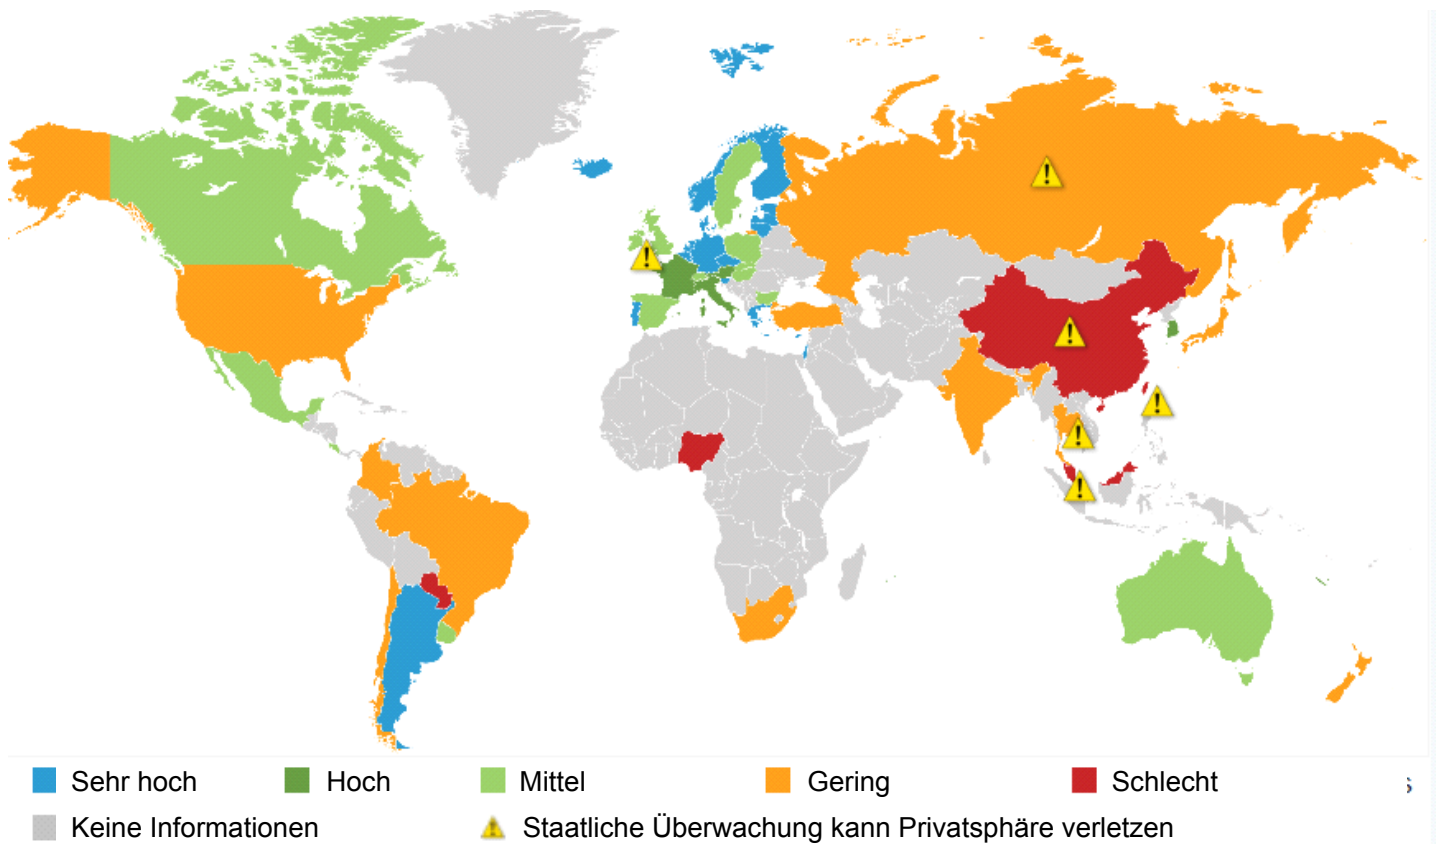 Sehr hoch Hoch Mittel Gering Schlecht s
Keine Informationen Staatliche Überwachung kann Privatsphäre verletzen